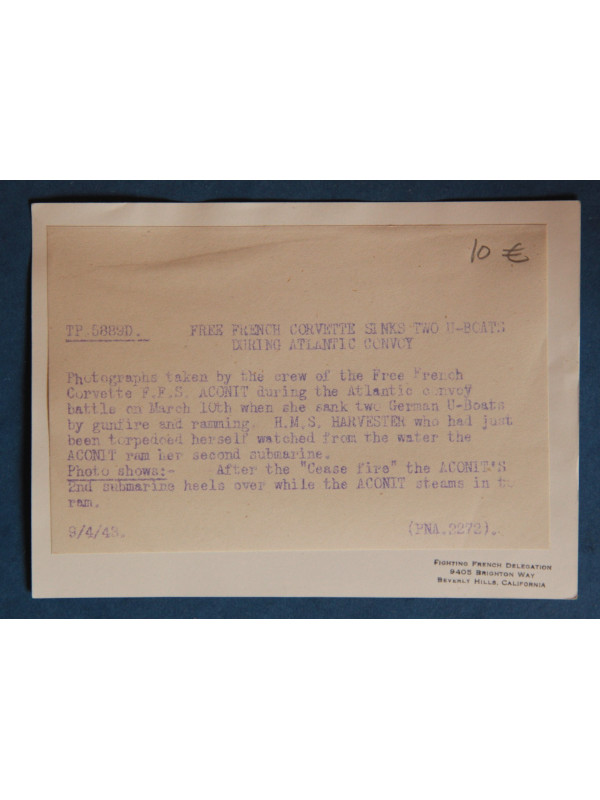 10 €
TP.8889D. FREE FRENCH CORVETTE SINKS TWO U-BOATS
DURING ATLANTIC CONVOY
Photographs taken by the crew of the Free French
Corvette F.F.S. ACONIT during the Atlantic convoy
battle on March 10th when she sank two German U-Boats
by gunfire and ramming. H.M.S. HARVESTER who had just
been torpedoed herself watched from the water the
ACONIT ram her second submarine.
Photo shows:- After the "Cease fire" the ACONIT'S
2nd submarine heels over while the ACONIT steams in to
ram.
9/4/43. (PNA.2272).
FIGHTING FRENCH DELEGATION
9405 BRIGHTON WAY
BEVERLY HILLS, CALIFORNIA